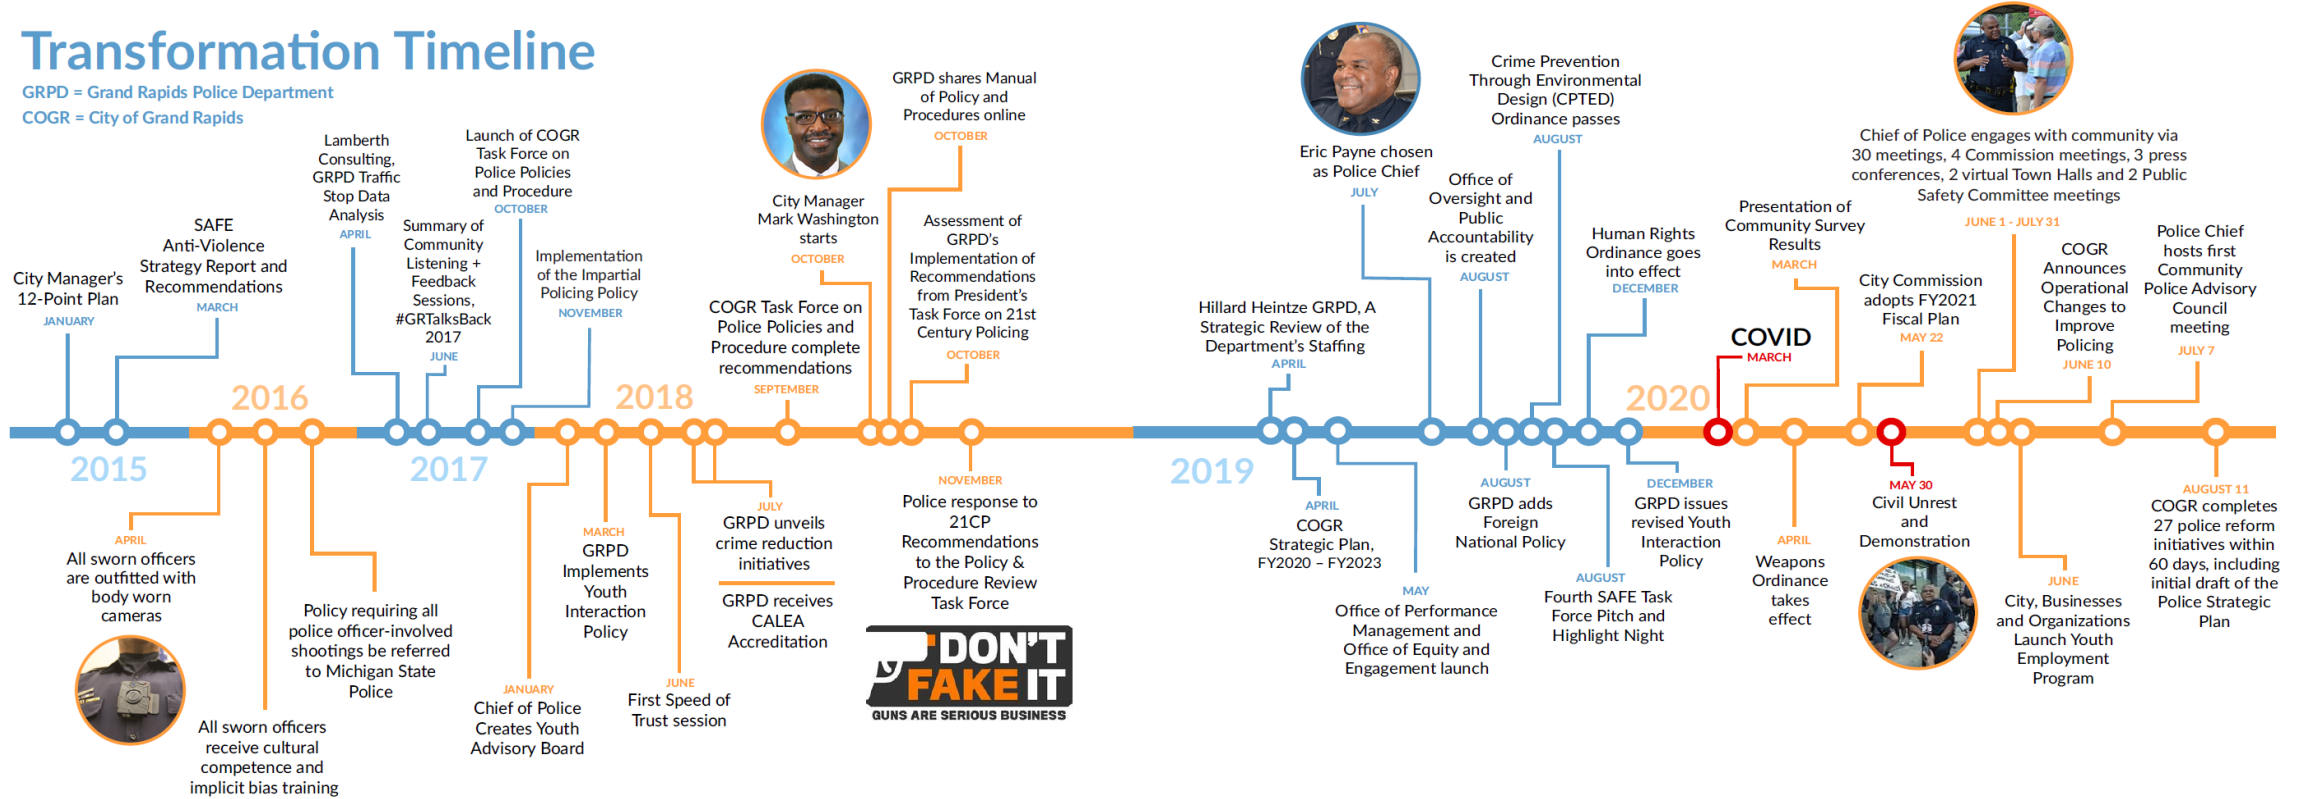 Transformation Timeline
GRPD = Grand Rapids Police Department
COGR = City of Grand Rapids
2015
City Manager's
12-Point Plan
JANUARY
SAFE
Anti-Violence
Strategy Report and
Recommendations
MARCH
2016
APRIL
All sworn officers
are outfitted with
body worn
cameras
All sworn officers
receive cultural
competence and
implicit bias training
Policy requiring all
police officer-involved
shootings be referred
to Michigan State
Police
2017
Lamberth
Consulting,
GRPD Traffic
Stop Data
Analysis
APRIL
Summary of
Community
Listening +
Feedback
Sessions,
#GRTalksBack
2017
JUNE
Launch of COGR
Task Force on
Police Policies
and Procedure
OCTOBER
Implementation
of the Impartial
Policing Policy
NOVEMBER
2018
JANUARY
Chief of Police
Creates Youth
Advisory Board
MARCH
GRPD
Implements
Youth
Interaction
Policy
JUNE
First Speed of
Trust session
JULY
GRPD unveils
crime reduction
initiatives
GRPD receives
CALEA
Accreditation
COGR Task Force on
Police Policies and
Procedure complete
recommendations
SEPTEMBER
City Manager
Mark Washington
starts
OCTOBER
GRPD shares Manual
of Policy and
Procedures online
OCTOBER
Assessment of
GRPD's
Implementation of
Recommendations
from President's
Task Force on 21st
Century Policing
OCTOBER
NOVEMBER
Police response to
21CP
Recommendations
to the Policy &
Procedure Review
Task Force
DON'T
FAKE IT
GUNS ARE SERIOUS BUSINESS
2019
Hillard Heintze GRPD, A
Strategic Review of the
Department's Staffing
APRIL
APRIL
COGR
Strategic Plan,
FY2020 – FY2023
MAY
Office of Performance
Management and
Office of Equity and
Engagement launch
Eric Payne chosen
as Police Chief
JULY
Office of
Oversight and
Public
Accountability
is created
AUGUST
AUGUST
GRPD adds
Foreign
National Policy
Crime Prevention
Through Environmental
Design (CPTED)
Ordinance passes
AUGUST
AUGUST
Fourth SAFE Task
Force Pitch and
Highlight Night
Human Rights
Ordinance goes
into effect
DECEMBER
DECEMBER
GRPD issues
revised Youth
Interaction
Policy
2020
COVID
MARCH
Presentation of
Community Survey
Results
MARCH
APRIL
Weapons
Ordinance
takes
effect
City Commission
adopts FY2021
Fiscal Plan
MAY 22
MAY 30
Civil Unrest
and
Demonstration
Chief of Police engages with community via
30 meetings, 4 Commission meetings, 3 press
conferences, 2 virtual Town Halls and 2 Public
Safety Committee meetings
JUNE 1 - JULY 31
COGR
Announces
Operational
Changes to
Improve
Policing
JUNE 10
JUNE
City, Businesses
and Organizations
Launch Youth
Employment
Program
Police Chief
hosts first
Community
Police Advisory
Council
meeting
JULY 7
AUGUST 11
COGR completes
27 police reform
initiatives within
60 days, including
initial draft of the
Police Strategic
Plan